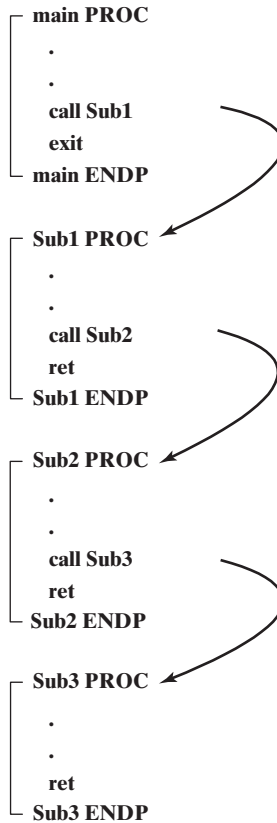 main PROC
.
.
call Sub1
exit
main ENDP
Sub1 PROC
.
.
call Sub2
ret
Sub1 ENDP
Sub2 PROC
.
.
call Sub3
ret
Sub2 ENDP
Sub3 PROC
.
.
ret
Sub3 ENDP